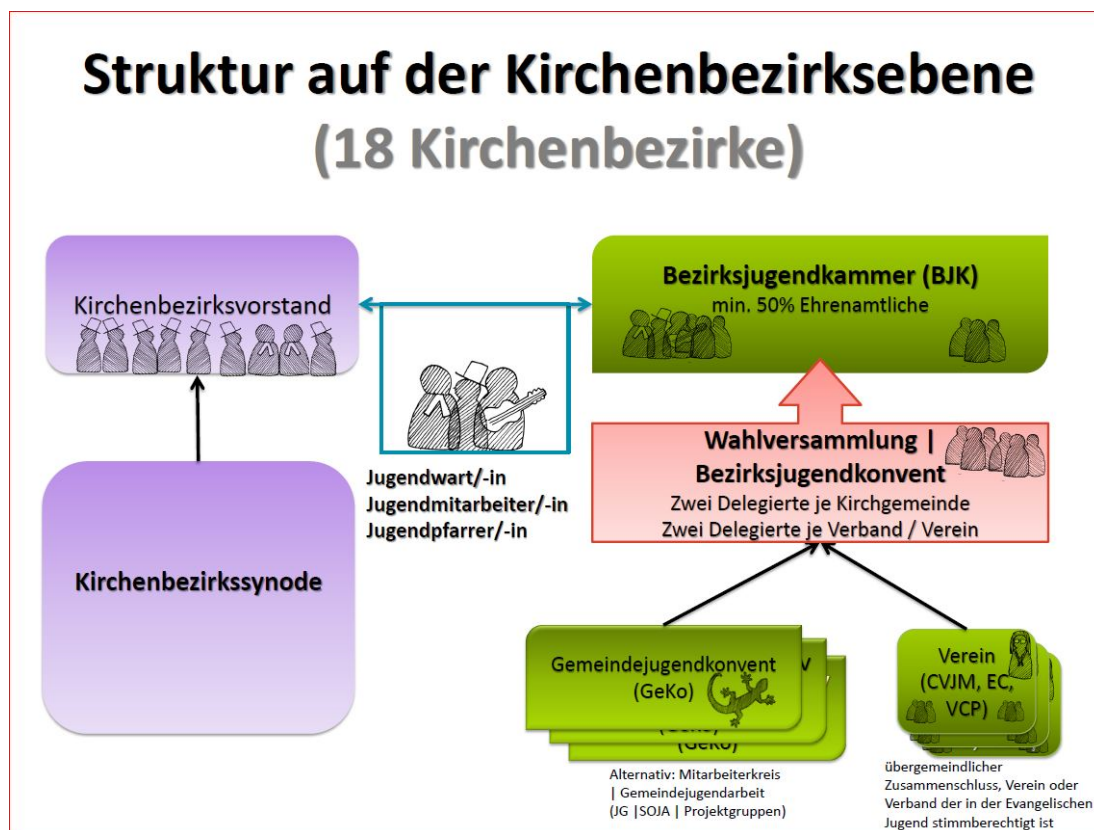 Struktur auf der Kirchenbezirksebene
(18 Kirchenbezirke)
Kirchenbezirksvorstand
Bezirksjugendkammer (BJK)
min. 50% Ehrenamtliche
Jugendwart/-in
Jugendmitarbeiter/-in
Jugendpfarrer/-in
Wahlversammlung |
Bezirksjugendkonvent
Zwei Delegierte je Kirchgemeinde
Zwei Delegierte je Verband / Verein
Kirchenbezirkssynode
Gemeindejugendkonvent
(GeKo)
(GeKo)
Verein
(CVJM, EC,
VCP)
Alternativ: Mitarbeiterkreis
| Gemeindejugendarbeit
(JG |SOJA | Projektgruppen)
übergemeindlicher
Zusammenschluss, Verein oder
Verband der in der Evangelischen
Jugend stimmberechtigt ist